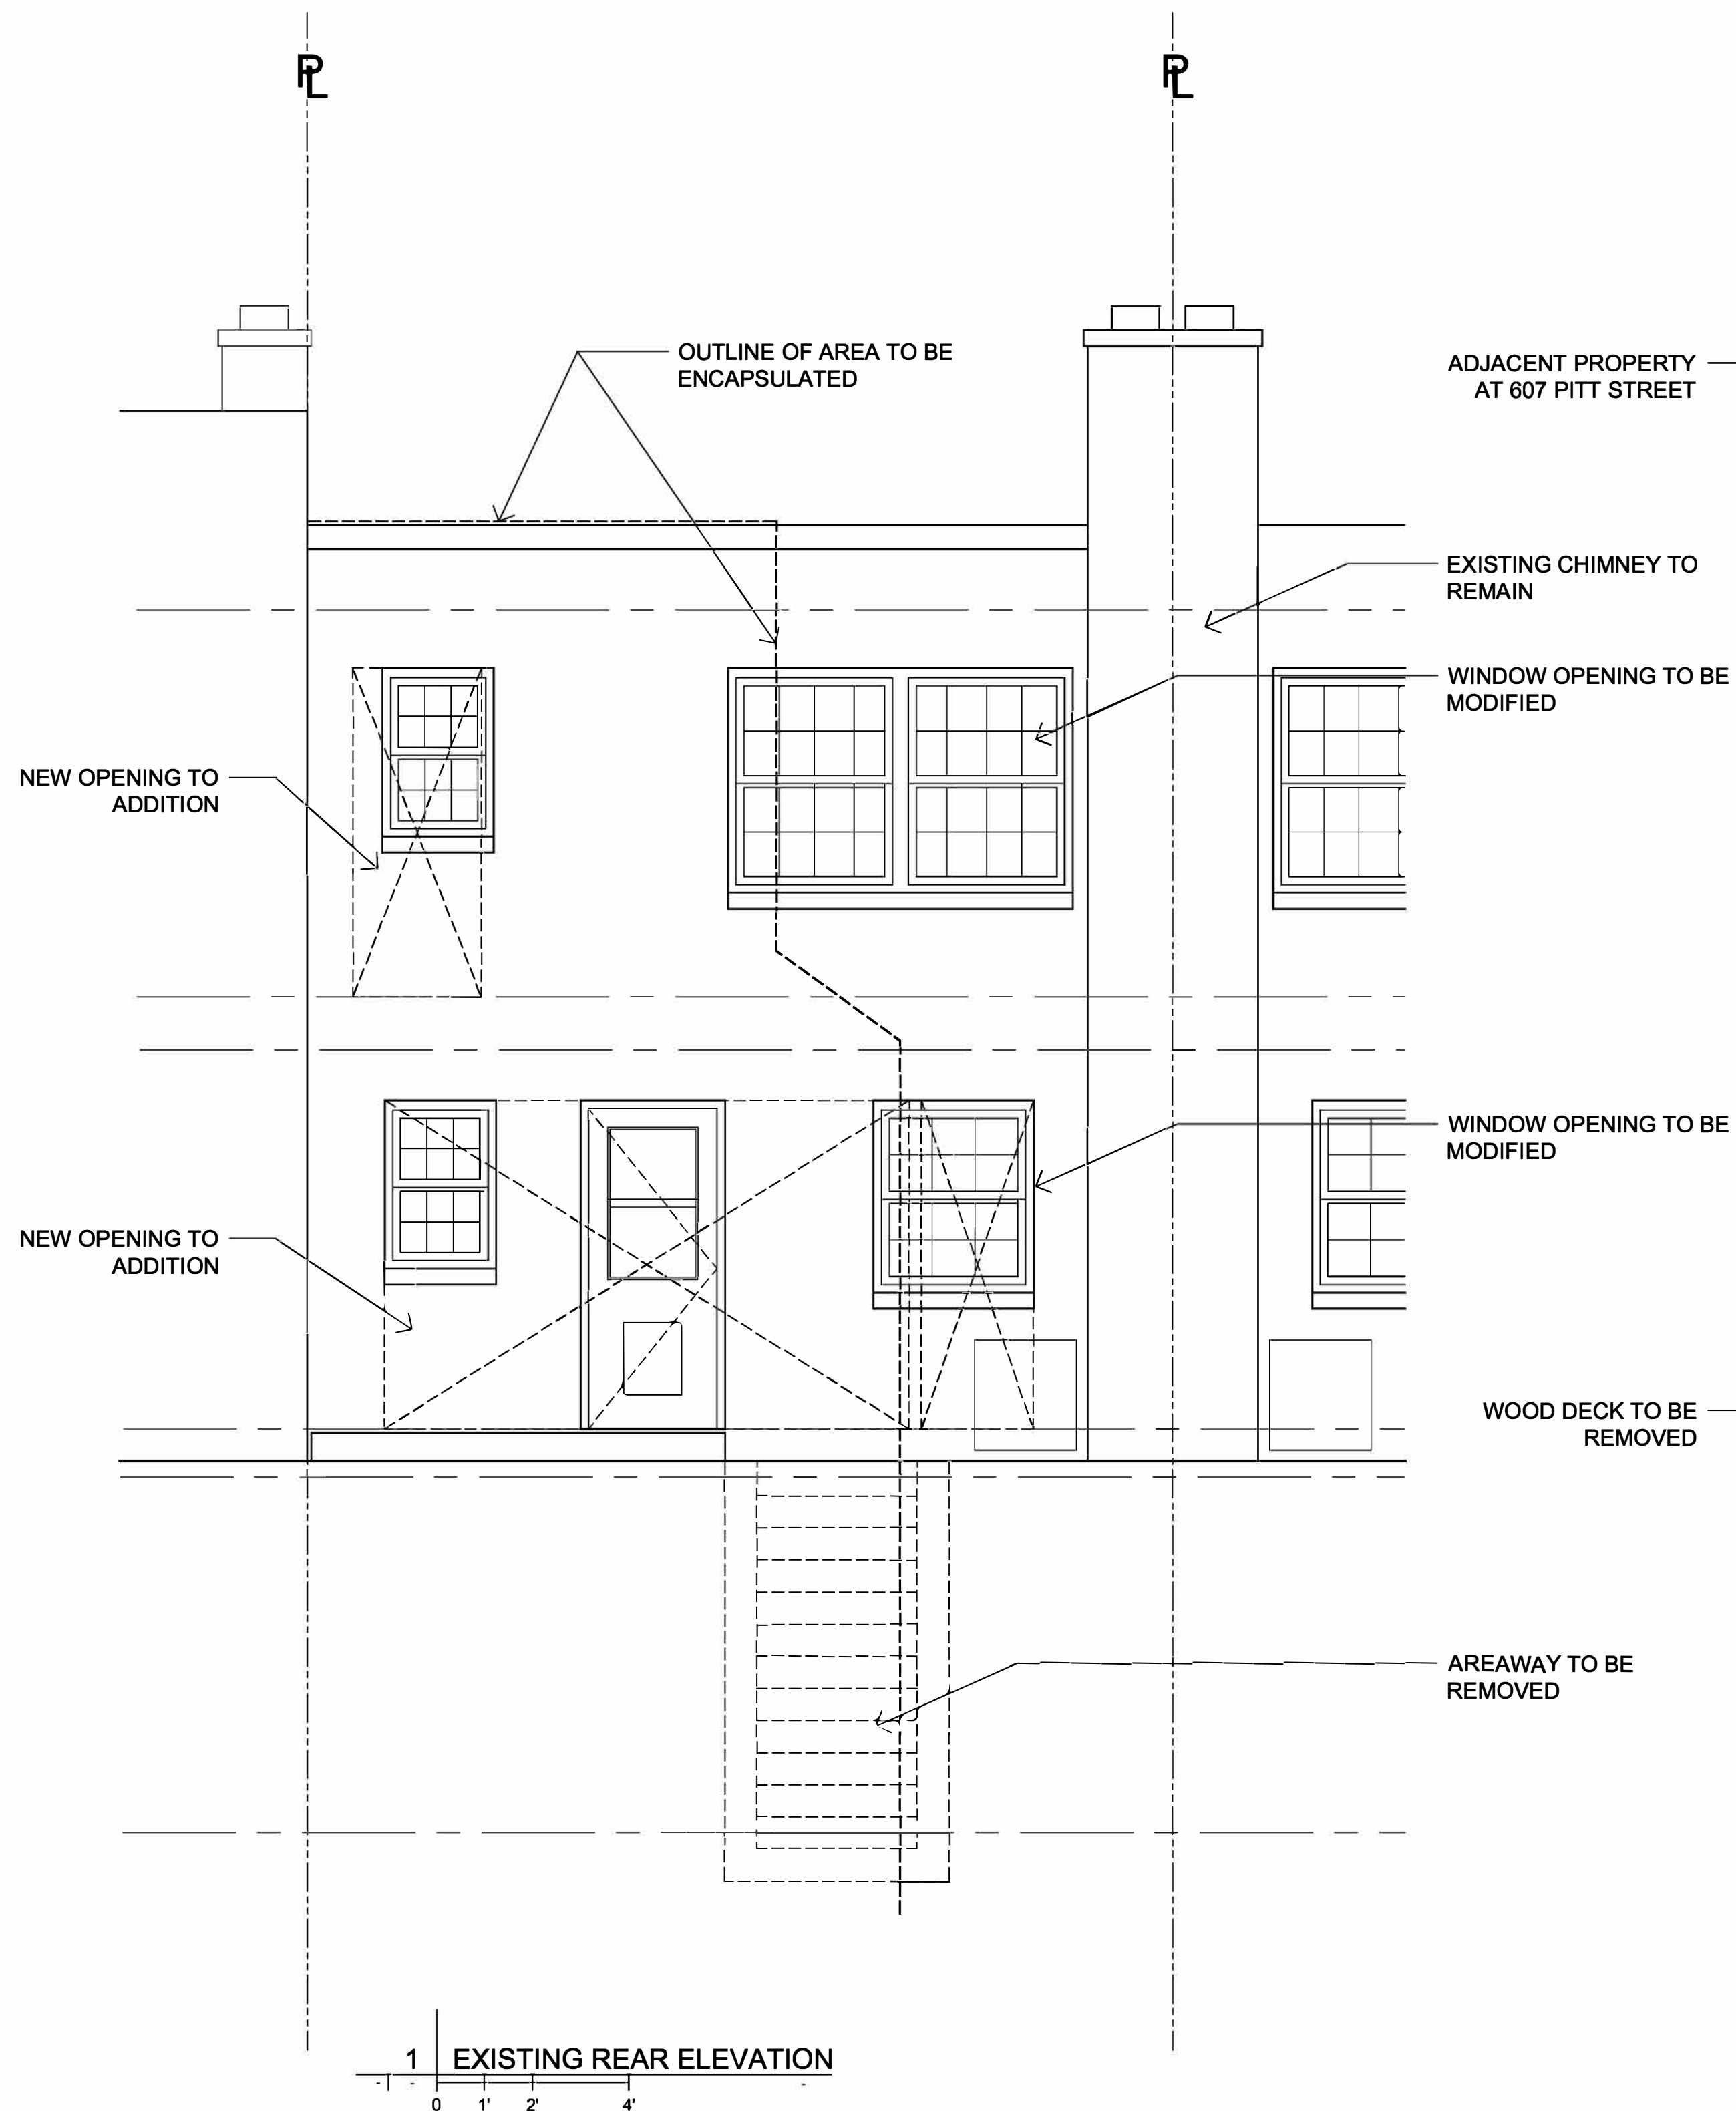 PL
PL
OUTLINE OF AREA TO BE
ENCAPSULATED
ADJACENT PROPERTY
AT 607 PITT STREET
EXISTING CHIMNEY TO
REMAIN
WINDOW OPENING TO BE
MODIFIED
NEW OPENING TO
ADDITION
WINDOW OPENING TO BE
MODIFIED
NEW OPENING TO
ADDITION
WOOD DECK TO BE
REMOVED
AREAWAY TO BE
REMOVED
1 EXISTING REAR ELEVATION
0 1' 2' 4'